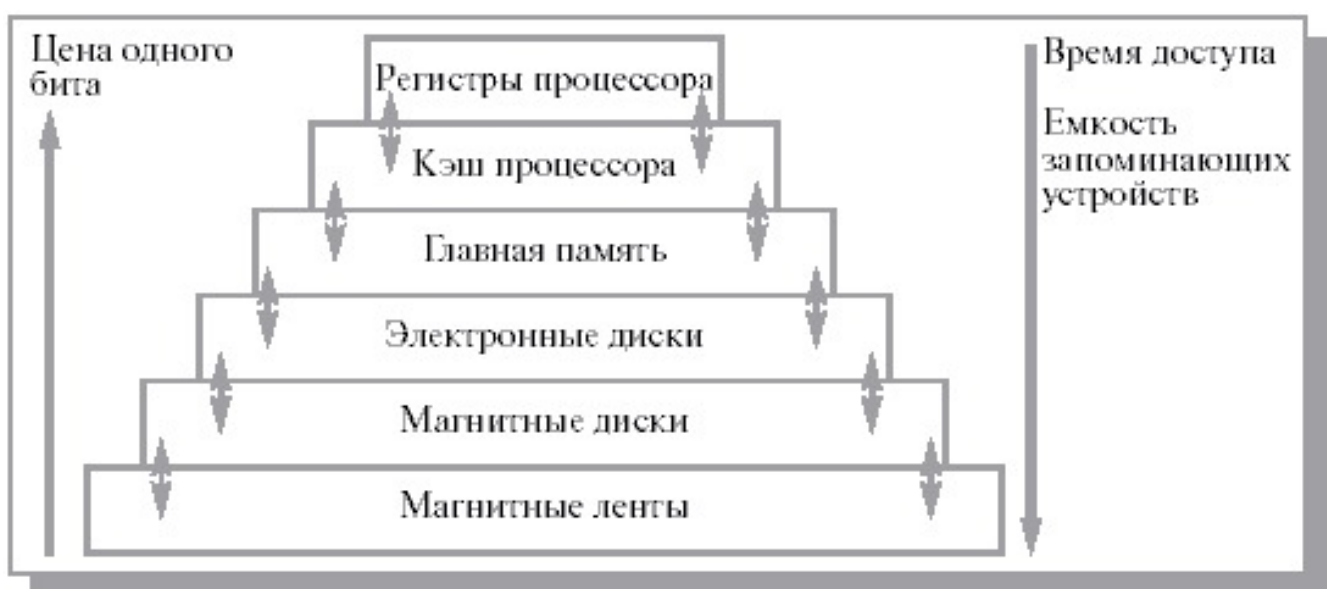 Цена одного
бита
Регистры процессора
Кэш процессора
Главная память
Электронные диски
Магнитные диски
Магнитные ленты
Время доступа
Емкость
запоминающих
устройств